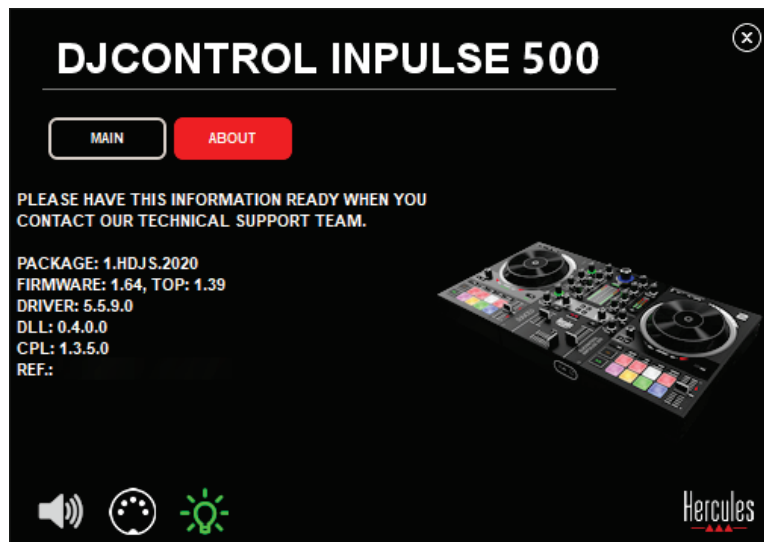 DJCONTROL INPULSE 500
MAIN
ABOUT
PLEASE HAVE THIS INFORMATION READY WHEN YOU
CONTACT OUR TECHNICAL SUPPORT TEAM.
PACKAGE: 1.HDJS.2020
FIRMWARE: 1.64, TOP: 1.39
DRIVER: 5.5.9.0
DLL: 0.4.0.0
CPL: 1.3.5.0
REF.:
Hercules